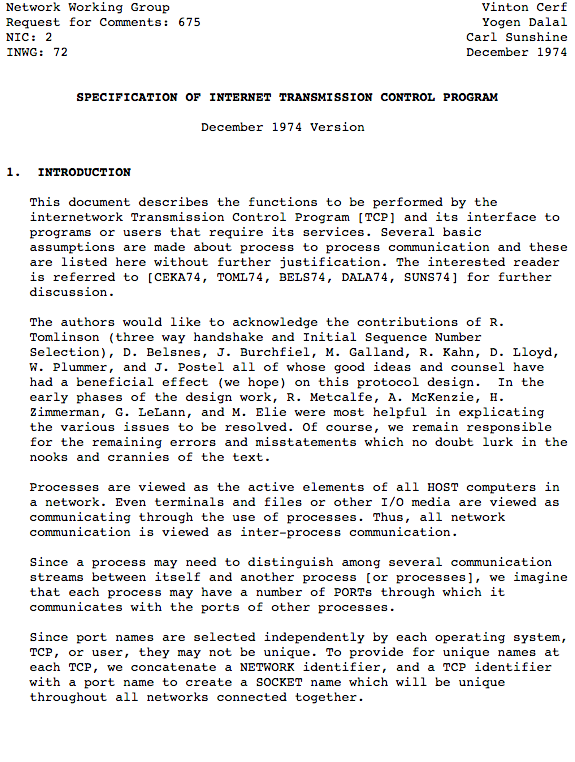 Network Working Group Vinton Cerf
Request for Comments: 675 Yogen Dalal
NIC: 2 Carl Sunshine
INWG: 72 December 1974
SPECIFICATION OF INTERNET TRANSMISSION CONTROL PROGRAM
December 1974 Version
1. INTRODUCTION
This document describes the functions to be performed by the
internetwork Transmission Control Program [TCP] and its interface to
programs or users that require its services. Several basic
assumptions are made about process to process communication and these
are listed here without further justification. The interested reader
is referred to [CEKA74, TOML74, BELS74, DALA74, SUNS74] for further
discussion.
The authors would like to acknowledge the contributions of R.
Tomlinson (three way handshake and Initial Sequence Number
Selection), D. Belsnes, J. Burchfiel, M. Galland, R. Kahn, D. Lloyd,
W. Plummer, and J. Postel all of whose good ideas and counsel have
had a beneficial effect (we hope) on this protocol design. In the
early phases of the design work, R. Metcalfe, A. McKenzie, H.
Zimmerman, G. LeLann, and M. Elie were most helpful in explicating
the various issues to be resolved. Of course, we remain responsible
for the remaining errors and misstatements which no doubt lurk in the
nooks and crannies of the text.
Processes are viewed as the active elements of all HOST computers in
a network. Even terminals and files or other I/O media are viewed as
communicating through the use of processes. Thus, all network
communication is viewed as inter-process communication.
Since a process may need to distinguish among several communication
streams between itself and another process [or processes], we imagine
that each process may have a number of PORTs through which it
communicates with the ports of other processes.
Since port names are selected independently by each operating system,
TCP, or user, they may not be unique. To provide for unique names at
each TCP, we concatenate a NETWORK identifier, and a TCP identifier
with a port name to create a SOCKET name which will be unique
throughout all networks connected together.